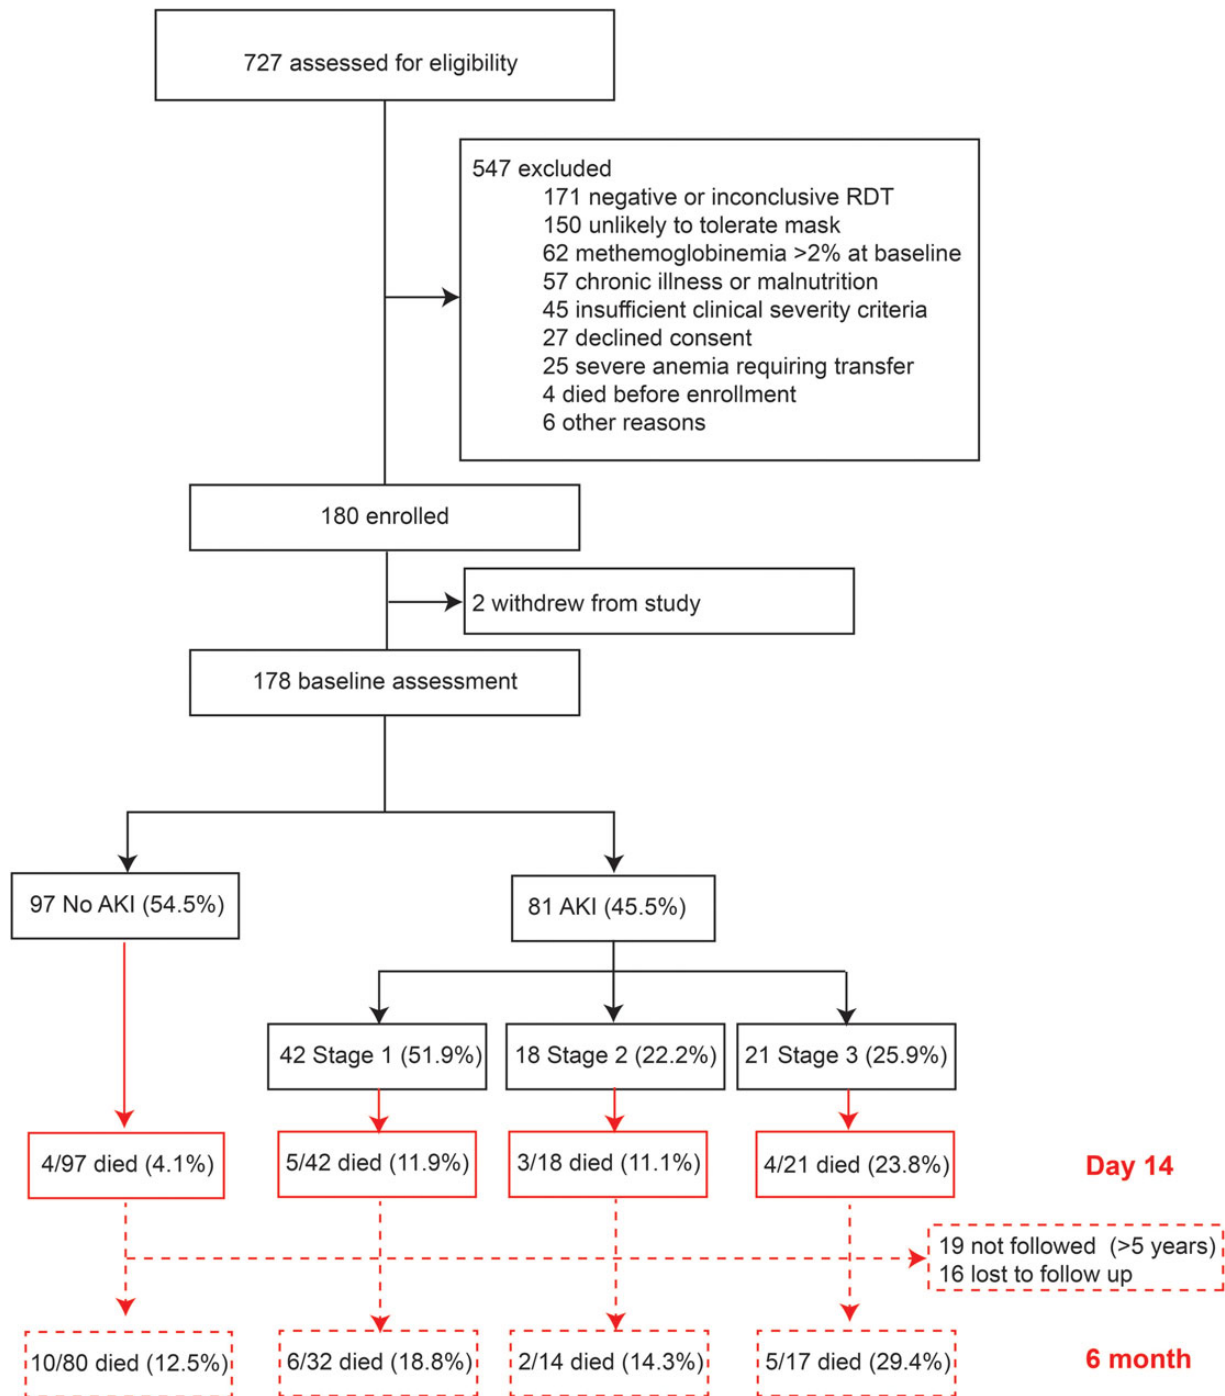 727 assessed for eligibility
547 excluded
171 negative or inconclusive RDT
150 unlikely to tolerate mask
62 methemoglobinemia >2% at baseline
57 chronic illness or malnutrition
45 insufficient clinical severity criteria
27 declined consent
25 severe anemia requiring transfer
4 died before enrollment
6 other reasons
180 enrolled
2 withdrew from study
178 baseline assessment
97 No AKI (54.5%)
81 AKI (45.5%)
42 Stage 1 (51.9%)
18 Stage 2 (22.2%)
21 Stage 3 (25.9%)
4/97 died (4.1%)
5/42 died (11.9%)
3/18 died (11.1%)
4/21 died (23.8%)
Day 14
19 not followed (>5 years)
16 lost to follow up
10/80 died (12.5%)
6/32 died (18.8%)
2/14 died (14.3%)
5/17 died (29.4%)
6 month